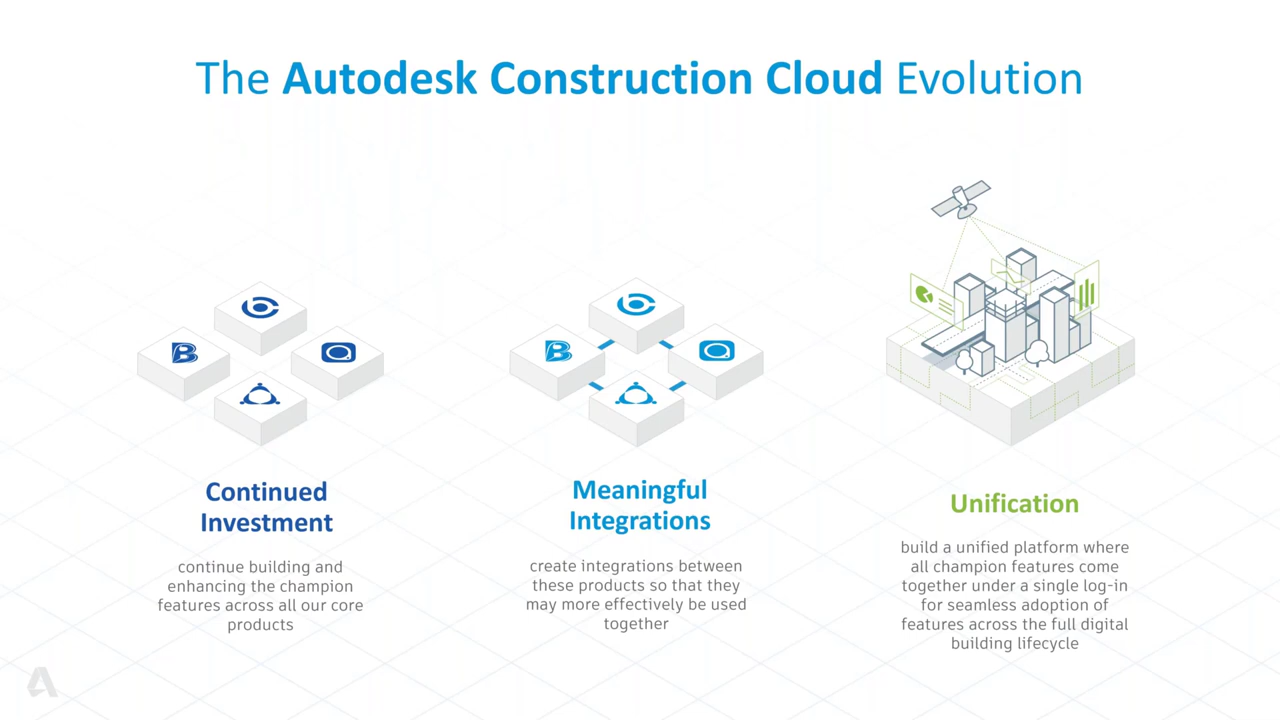 The Autodesk Construction Cloud Evolution
Continued
Investment
continue building and
enhancing the champion
features across all our core
products
Meaningful
Integrations
create integrations between
these products so that they
may more effectively be used
together
Unification
build a unified platform where
all champion features come
together under a single log-in
for seamless adoption of
features across the full digital
building lifecycle